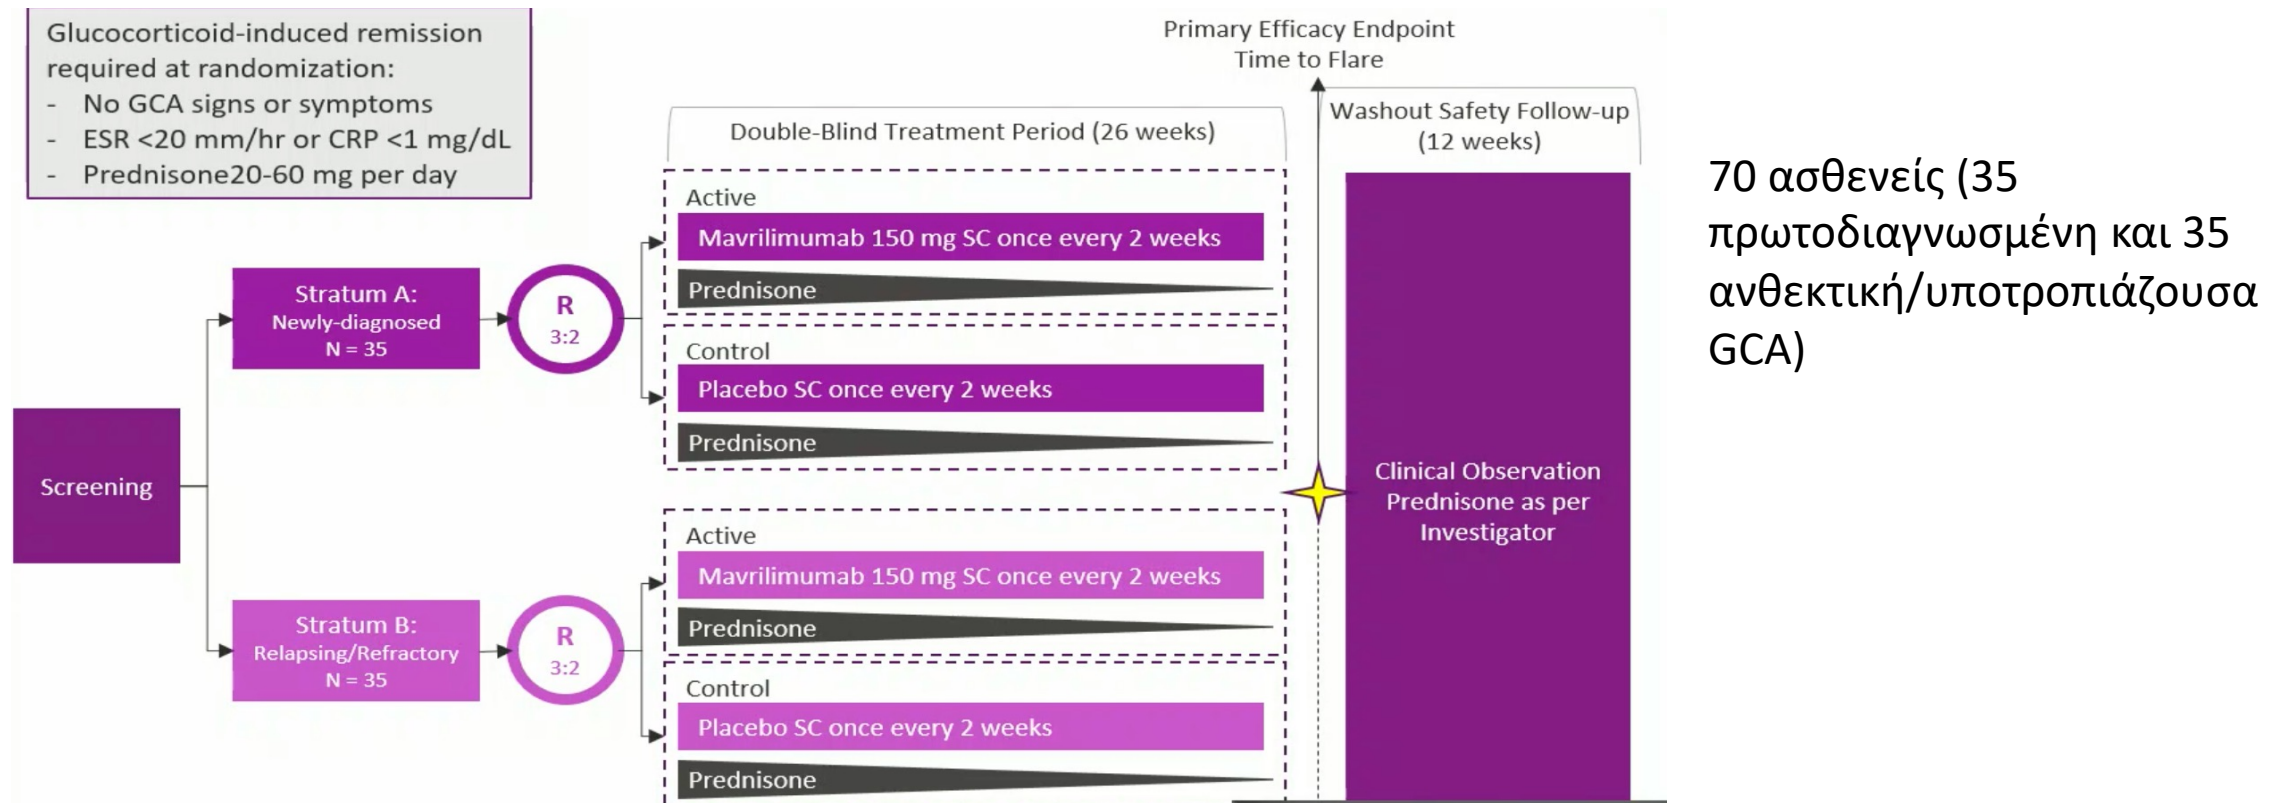 Glucocorticoid-induced remission
required at randomization:
- No GCA signs or symptoms
- ESR <20 mm/hr or CRP <1 mg/dL
- Prednisone20-60 mg per day
Primary Efficacy Endpoint
Time to Flare
Double-Blind Treatment Period (26 weeks)
Washout Safety Follow-up
(12 weeks)
Screening
Stratum A:
Newly-diagnosed
N = 35
R
3:2
Active
Mavrilimumab 150 mg SC once every 2 weeks
Prednisone
Control
Placebo SC once every 2 weeks
Prednisone
Stratum B:
Relapsing/Refractory
N = 35
R
3:2
Active
Mavrilimumab 150 mg SC once every 2 weeks
Prednisone
Control
Placebo SC once every 2 weeks
Prednisone
Clinical Observation
Prednisone as per
Investigator
70 ασθενείς (35
πρωτοδιαγνωσμένη και 35
ανθεκτική/υποτροπιάζουσα
GCA)